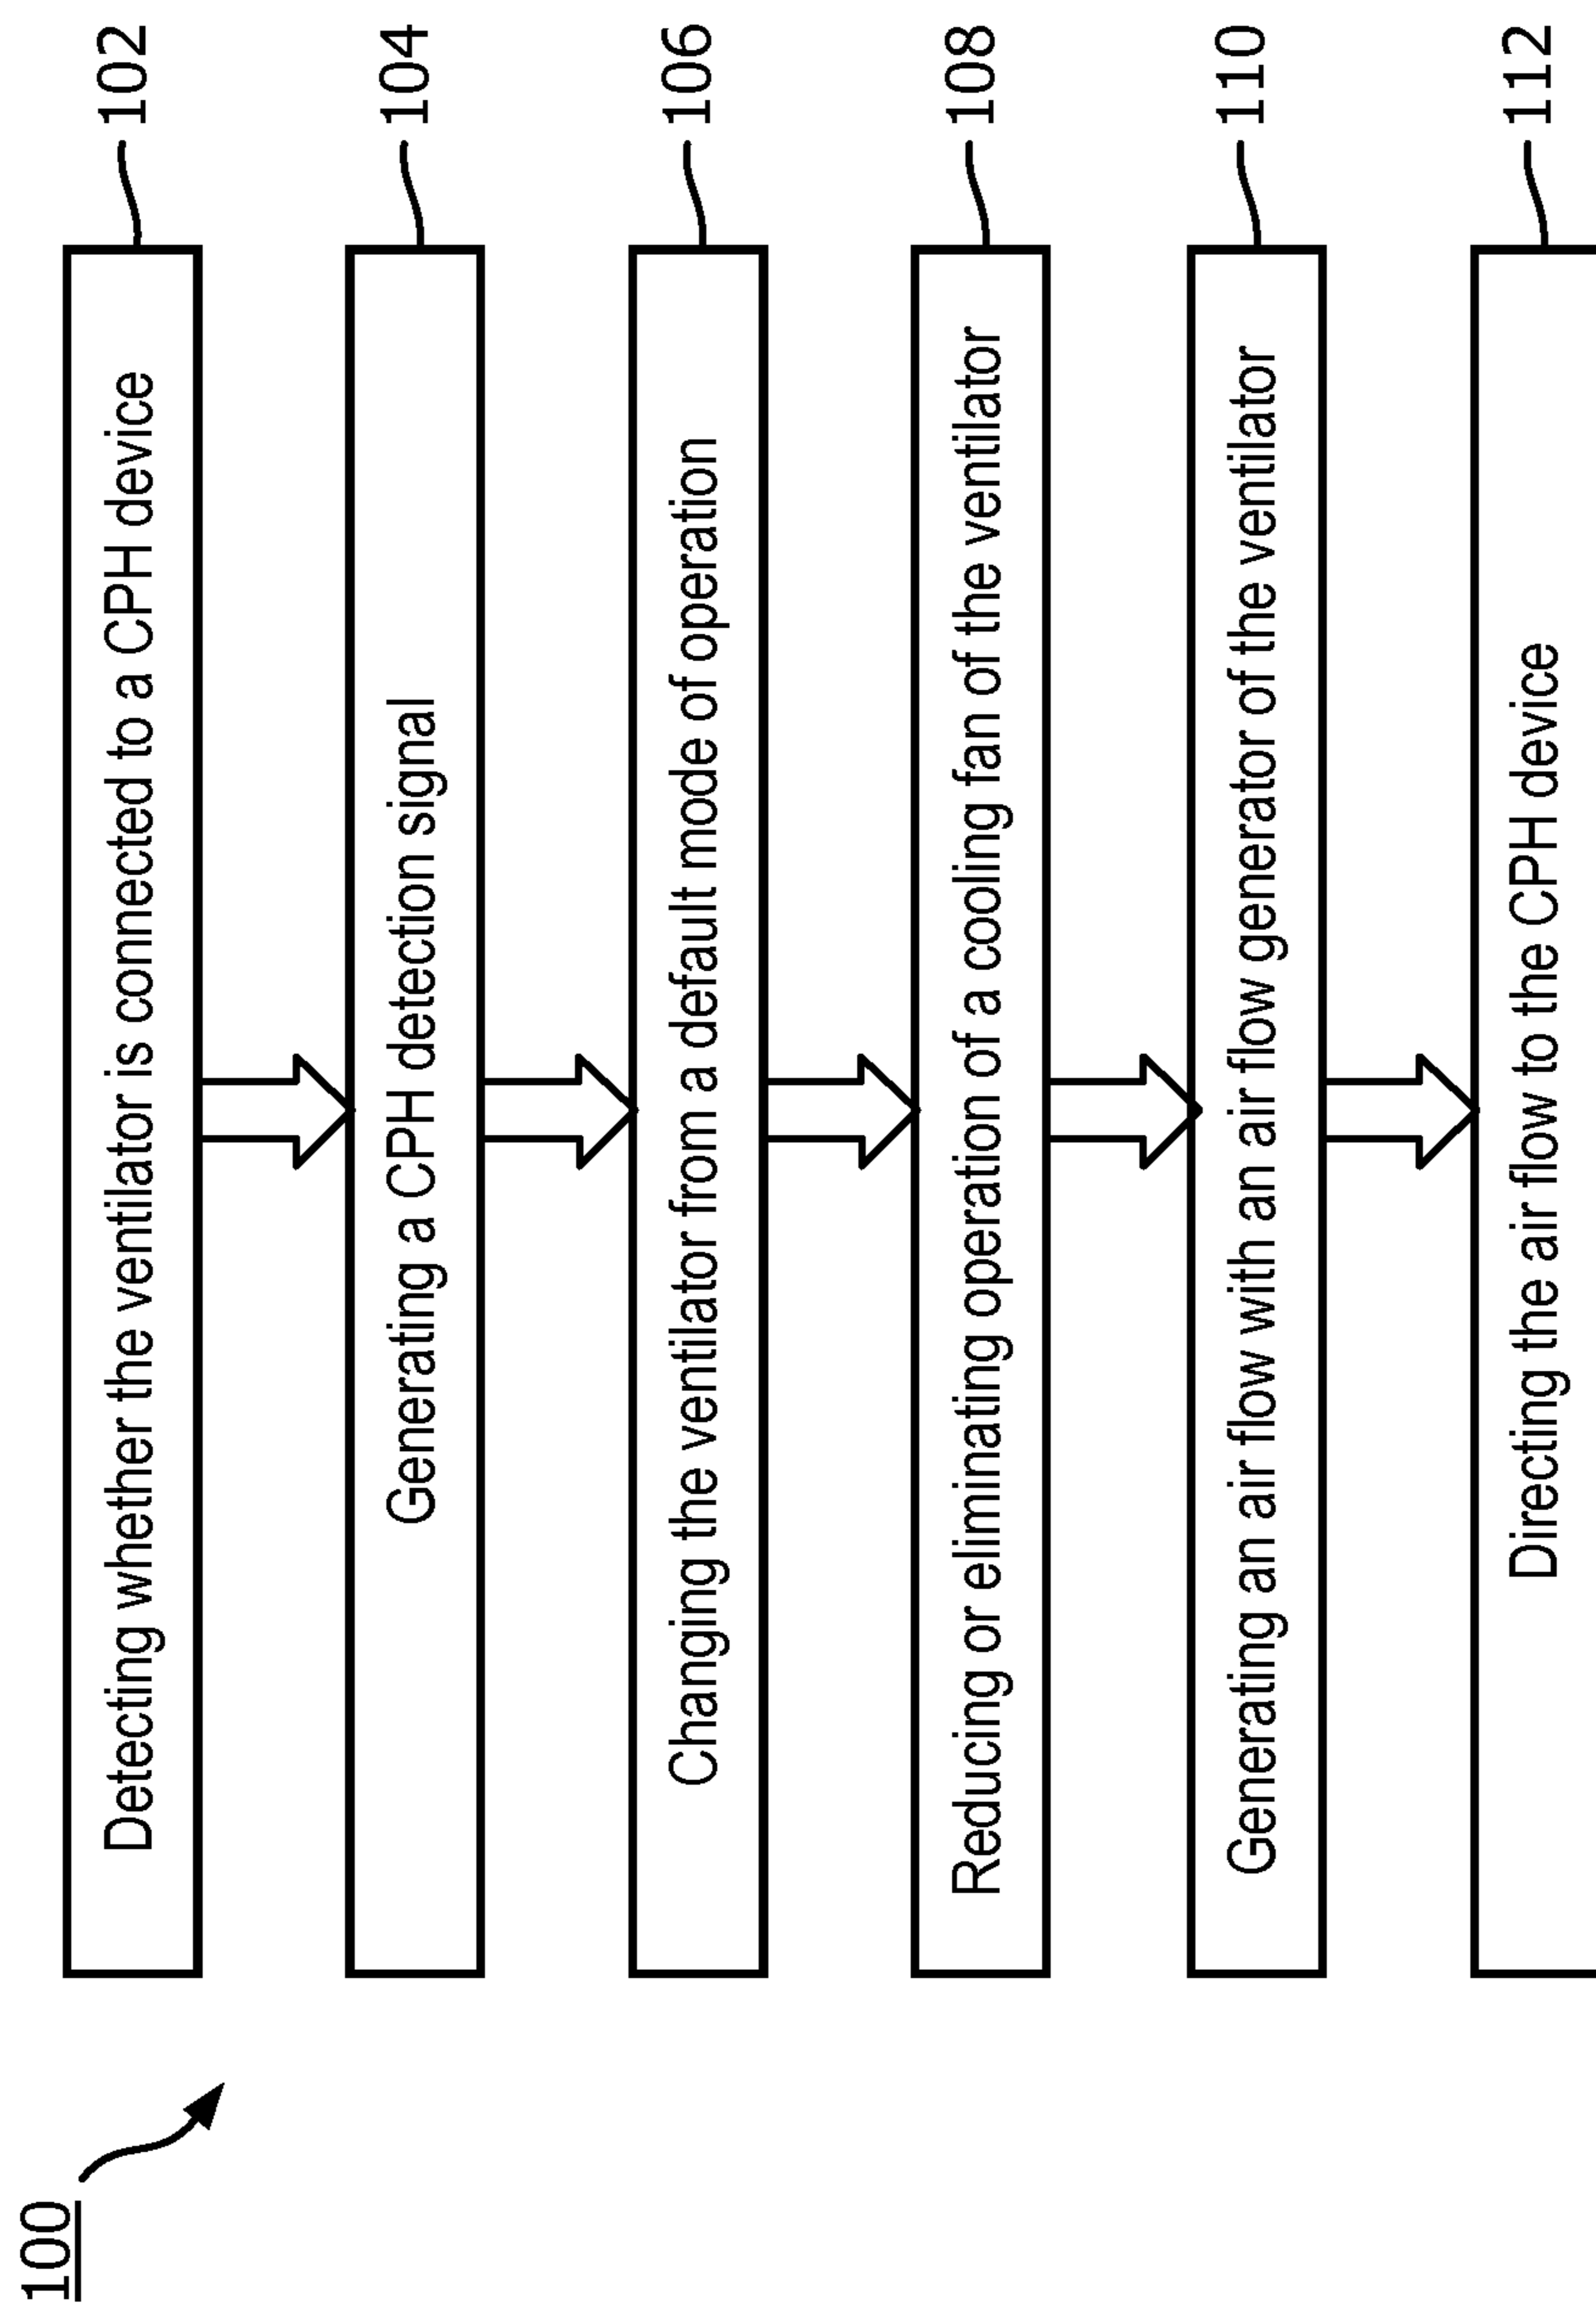 100
Detecting whether the ventilator is connected to a CPH device
102
Generating a CPH detection signal
104
Changing the ventilator from a default mode of operation
106
Reducing or eliminating operation of a cooling fan of the ventilator
108
Generating an air flow with an air flow generator of the ventilator
110
Directing the air flow to the CPH device
112